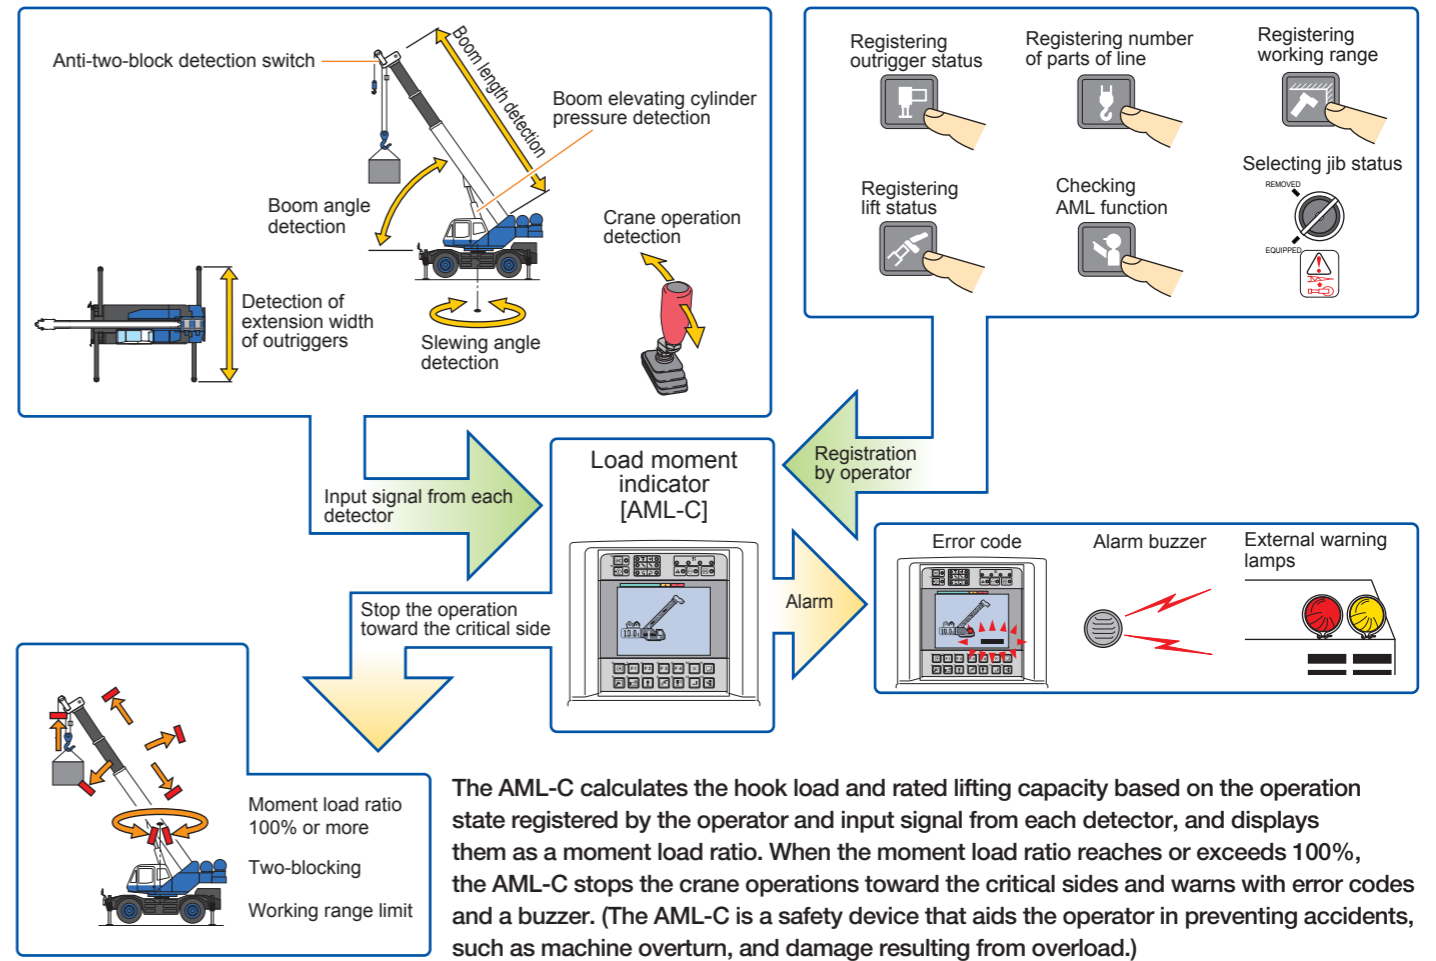 Anti-two-block detection switch
Boom length detection
Boom elevating cylinder
pressure detection
Boom angle
detection
Crane operation
detection
Detection of
extension width
of outriggers
Slewing angle
detection
Registering
outrigger status
Registering number
of parts of line
Registering
working range
Registering
lift status
Checking
AML function
Selecting jib status
REMOVED
EQUIPPED
Input signal from each
detector
Registration
by operator
Load moment
indicator
[AML-C]
Stop the operation
toward the critical side
Alarm
Error code
Alarm buzzer
External warning
lamps
Moment load ratio
100% or more
Two-blocking
Working range limit
The AML-C calculates the hook load and rated lifting capacity based on the operation
state registered by the operator and input signal from each detector, and displays
them as a moment load ratio. When the moment load ratio reaches or exceeds 100%,
the AML-C stops the crane operations toward the critical sides and warns with error codes
and a buzzer. (The AML-C is a safety device that aids the operator in preventing accidents,
such as machine overturn, and damage resulting from overload.)